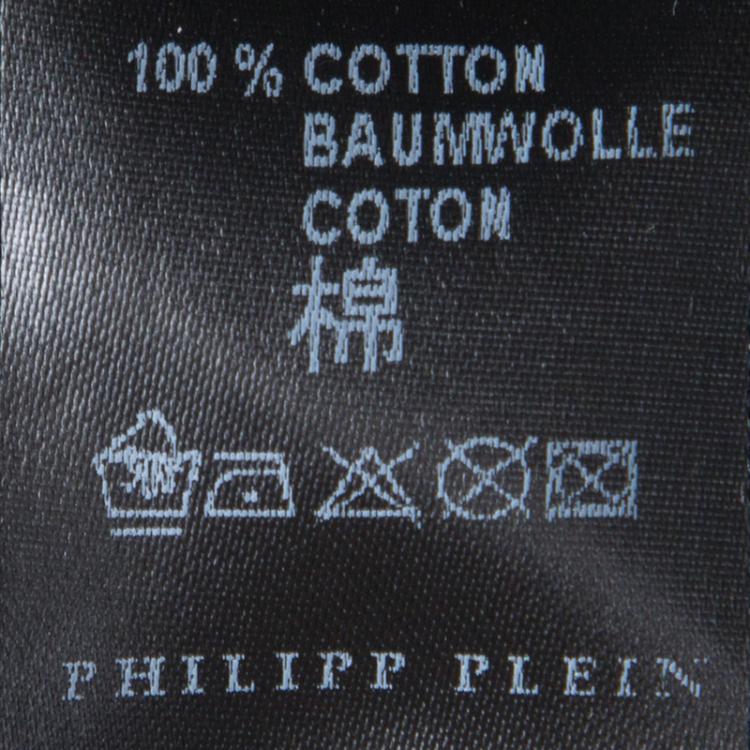 100 % COTTON
BAUMWOLLE
COTON
棉
PHILIPP PLEIN